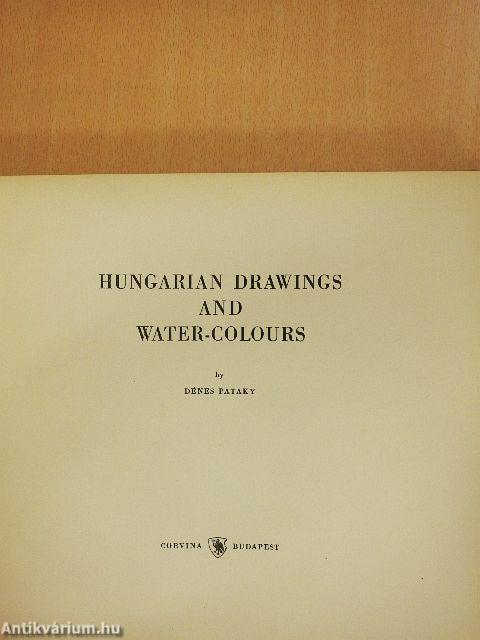 HUNGARIAN DRAWINGS
AND
WATER-COLOURS
by
DÉNES PATAKY
CORVINA BUDAPEST
Antikvárium.hu